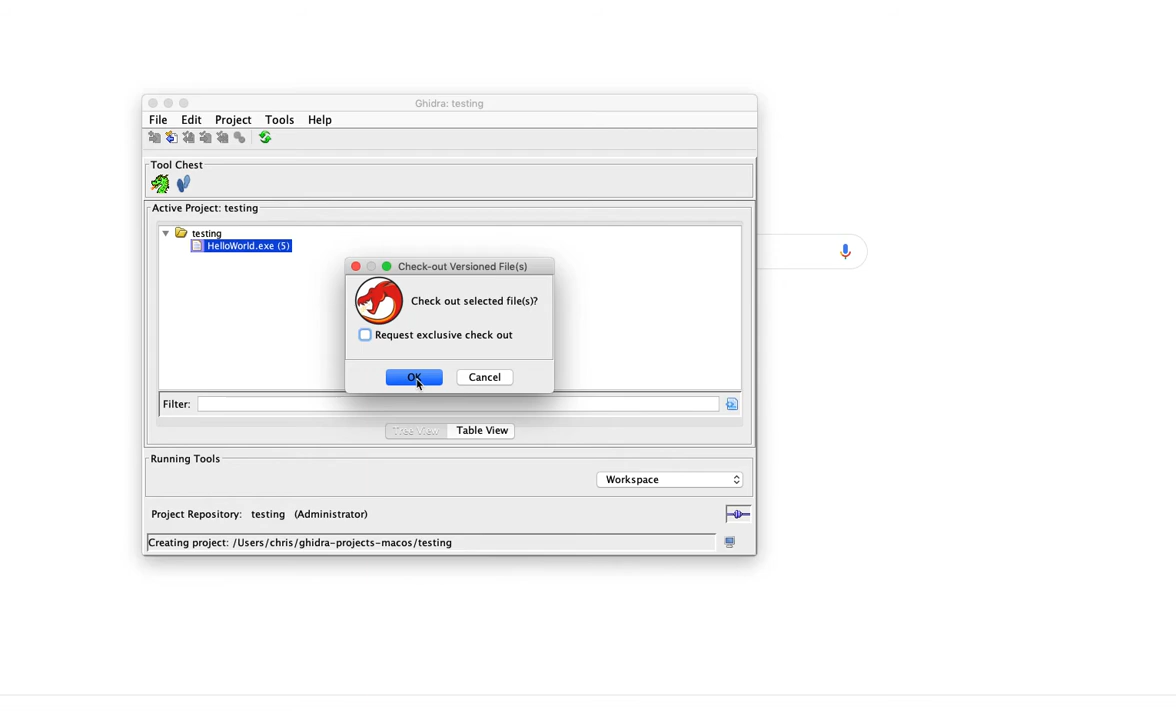 Ghidra: testing
File Edit Project Tools Help
Tool Chest
Active Project: testing
testing
HelloWorld.exe (5)
Check-out Versioned File(s)
Check out selected file(s)?
Request exclusive check out
OK Cancel
Filter:
Tree View Table View
Running Tools
Workspace
Project Repository: testing (Administrator)
Creating project: /Users/chris/ghidra-projects-macos/testing